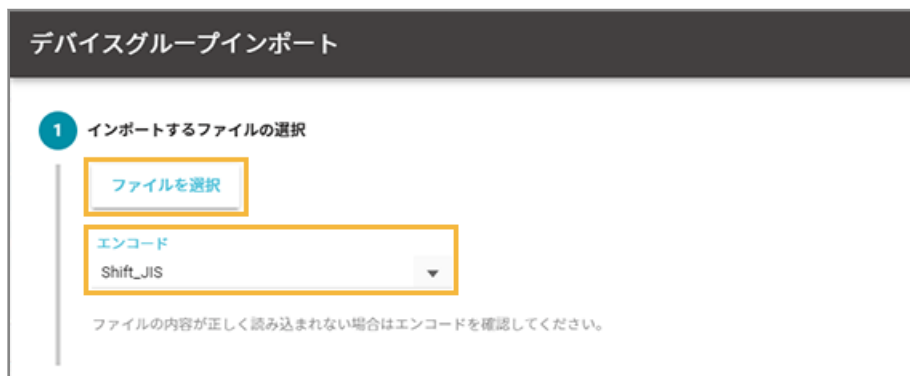 デバイスグループインポート
1 インポートするファイルの選択
ファイルを選択
エンコード
Shift_JIS
ファイルの内容が正しく読み込まれない場合はエンコードを確認してください。